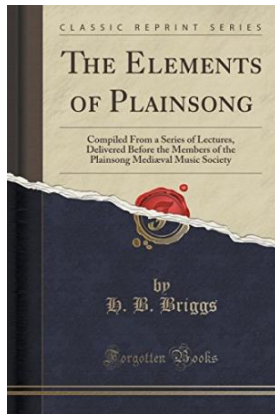 CLASSIC REPRINT SERIES
THE ELEMENTS
OF PLAINSONG
Compiled From a Series of Lectures,
Delivered Before the Members of the
Plainsong Mediæval Music Society
by
H. B. Briggs
Forgotten Books